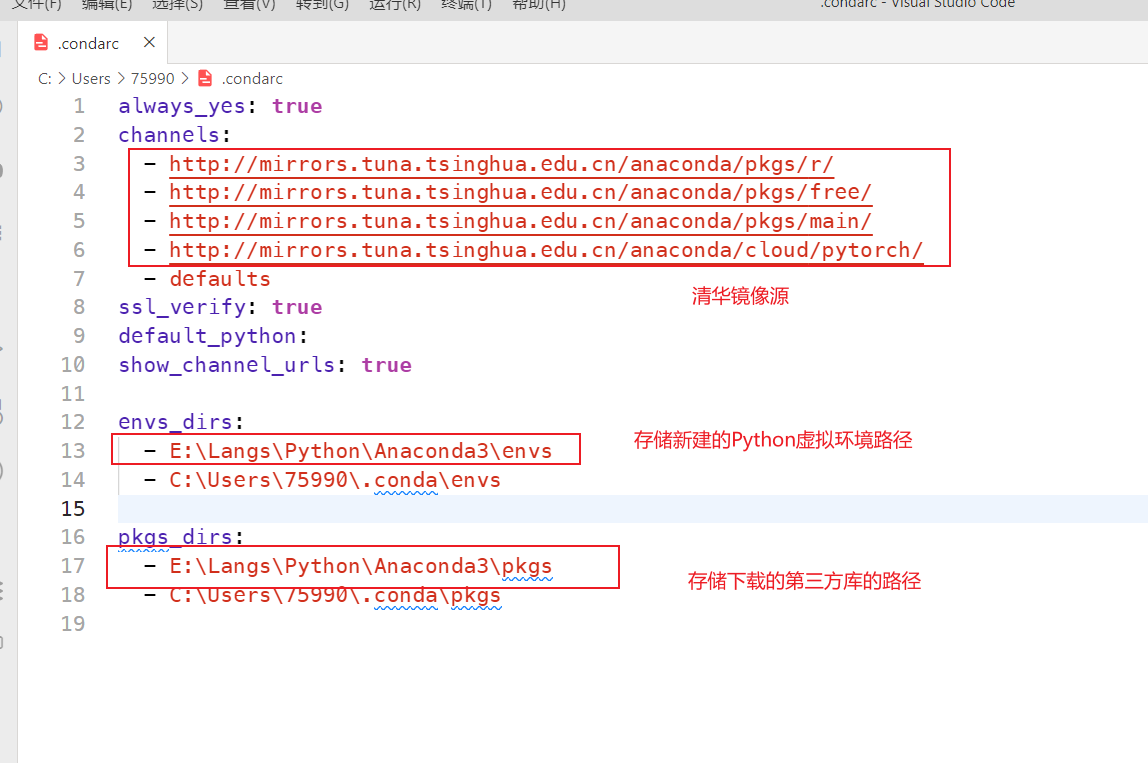 文件(F) 编辑(E) 选择(S) 查看(V) 转到(G) 运行(R) 终端(T) 帮助(H) .condarc - Visual Studio Code
.condarc
C: > Users > 75990 > .condarc
1 always_yes: true
2 channels:
3 - http://mirrors.tuna.tsinghua.edu.cn/anaconda/pkgs/r/
4 - http://mirrors.tuna.tsinghua.edu.cn/anaconda/pkgs/free/
5 - http://mirrors.tuna.tsinghua.edu.cn/anaconda/pkgs/main/
6 - http://mirrors.tuna.tsinghua.edu.cn/anaconda/cloud/pytorch/
7 - defaults
清华镜像源
8 ssl_verify: true
9 default_python:
10 show_channel_urls: true
11
12 envs_dirs:
13 - E:\Langs\Python\Anaconda3\envs
存储新建的Python虚拟环境路径
14 - C:\Users\75990\.conda\envs
15
16 pkgs_dirs:
17 - E:\Langs\Python\Anaconda3\pkgs
存储下载的第三方库的路径
18 - C:\Users\75990\.conda\pkgs
19